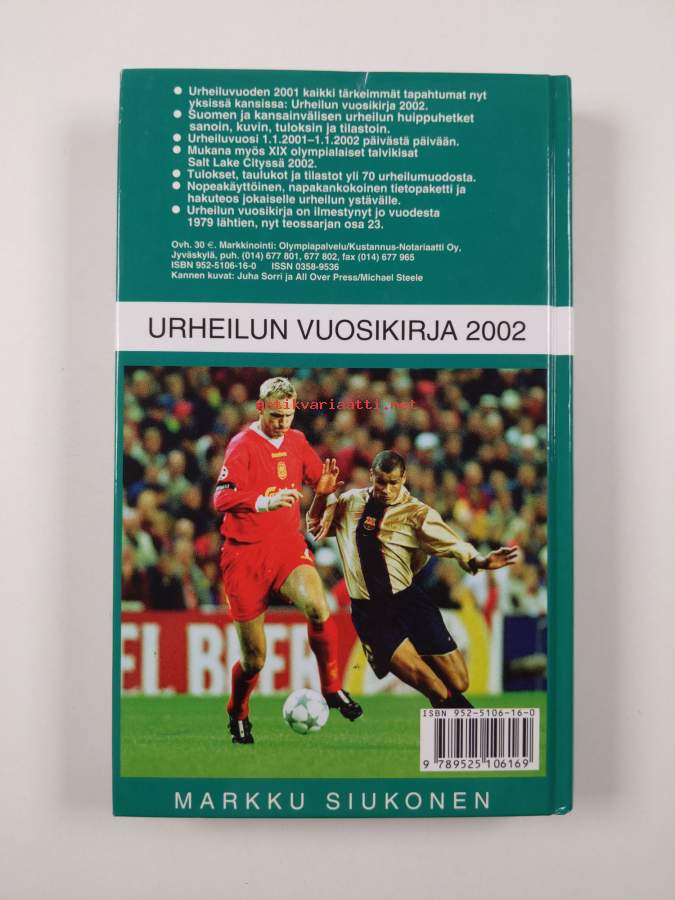 ● Urheiluvuoden 2001 kaikki tärkeimmät tapahtumat nyt
yksissä kansissa: Urheilun vuosikirja 2002.
● Suomen ja kansainvälisen urheilun huippuhetket
sanoin, kuvin, tuloksin ja tilastoin.
● Urheiluvuosi 1.1.2001–1.1.2002 päivästä päivään.
● Mukana myös XIX olympialaiset talvikisat
Salt Lake Cityssä 2002.
● Tulokset, taulukot ja tilastot yli 70 urheilumuodosta.
● Nopeakäyttöinen, napakankokoinen tietopaketti ja
hakuteos jokaiselle urheilun ystävälle.
● Urheilun vuosikirja on ilmestynyt jo vuodesta
1979 lähtien, nyt teossarjan osa 23.
Ovh. 30 €. Markkinointi: Olympiapalvelu/Kustannus-Notariaatti Oy,
Jyväskylä, puh. (014) 677 801, 677 802, fax (014) 677 965
ISBN 952-5106-16-0 ISSN 0358-9536
Kannen kuvat: Juha Sorri ja All Over Press/Michael Steele
URHEILUN VUOSIKIRJA 2002
antikvariaatti.net
Carlsberg
EL BEER
ISBN 952-5106-16-0
9 789525 106169
MARKKU SIUKONEN